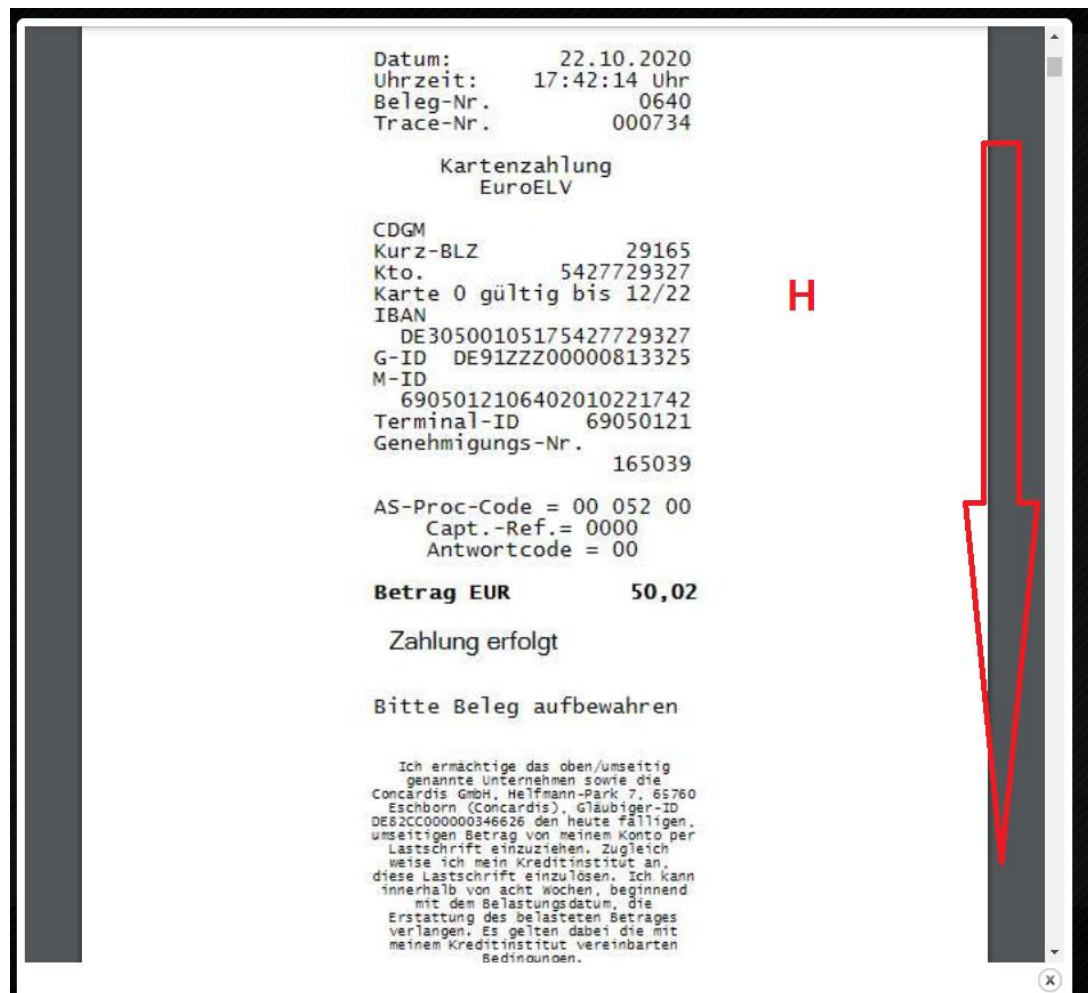 Datum: 22.10.2020
Uhrzeit: 17:42:14 Uhr
Beleg-Nr. 0640
Trace-Nr. 000734
Kartenzahlung
EuroELV
CDGM
Kurz-BLZ 29165
Kto. 5427729327
Karte 0 gültig bis 12/22
H
IBAN
DE30500105175427729327
G-ID DE91ZZZ00000813325
M-ID
6905012106402010221742
Terminal-ID 69050121
Genehmigungs-Nr.
165039
AS-Proc-Code = 00 052 00
Capt.-Ref.= 0000
Antwortcode = 00
Betrag EUR 50,02
Zahlung erfolgt
Bitte Beleg aufbewahren
Ich ermächtige das oben/umseitig
genannte Unternehmen sowie die
Concardis GmbH, Helfmann-Park 7, 65760
Eschborn (Concardis), Gläubiger-ID
DE82CC000000346626 den heute fälligen,
umseitigen Betrag von meinem Konto per
Lastschrift einzuziehen. Zugleich
weise ich mein Kreditinstitut an,
diese Lastschrift einzulösen. Ich kann
innerhalb von acht Wochen, beginnend
mit dem Belastungsdatum, die
Erstattung des belasteten Betrages
verlangen. Es gelten dabei die mit
meinem Kreditinstitut vereinbarten
Bedingungen.